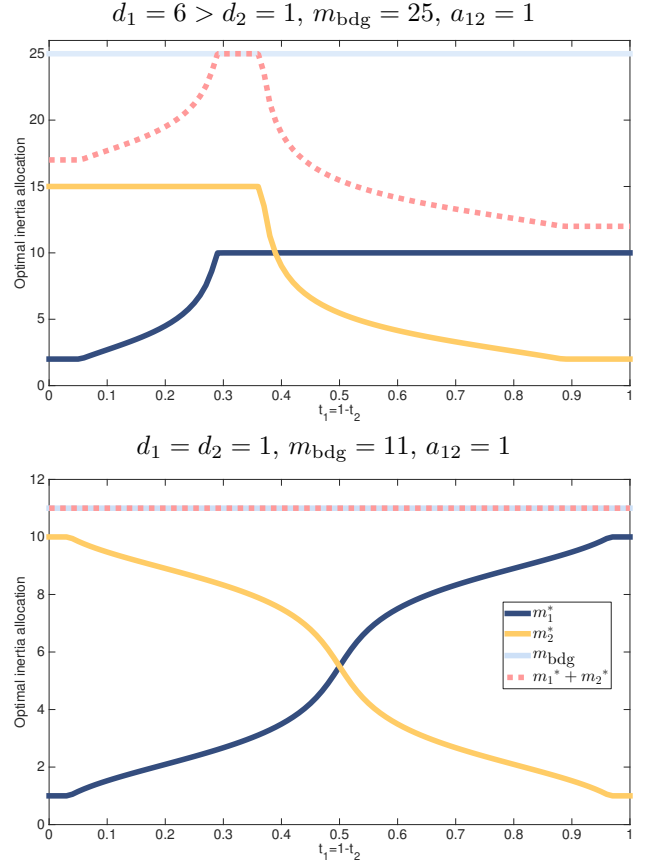 d₁ = 6 > d₂ = 1, m_bdg = 25, a₁₂ = 1
Optimal inertia allocation
25
20
15
10
5
0
0 0.1 0.2 0.3 0.4 0.5 0.6 0.7 0.8 0.9 1
t₁=1-t₂
d₁ = d₂ = 1, m_bdg = 11, a₁₂ = 1
Optimal inertia allocation
12
10
8
6
4
2
0
0 0.1 0.2 0.3 0.4 0.5 0.6 0.7 0.8 0.9 1
t₁=1-t₂
m₁*
m₂*
m_bdg
m₁* + m₂*